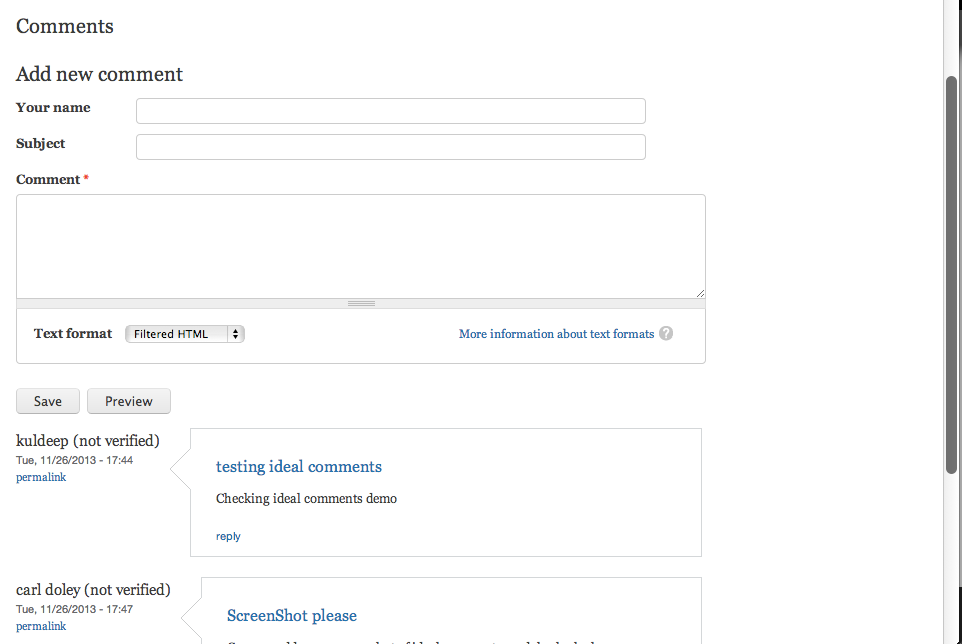 Comments
Add new comment
Your name
Subject
Comment *
Text format Filtered HTML More information about text formats ?
Save Preview
kuldeep (not verified)
Tue, 11/26/2013 - 17:44
permalink
testing ideal comments
Checking ideal comments demo
reply
carl doley (not verified)
Tue, 11/26/2013 - 17:47
permalink
ScreenShot please